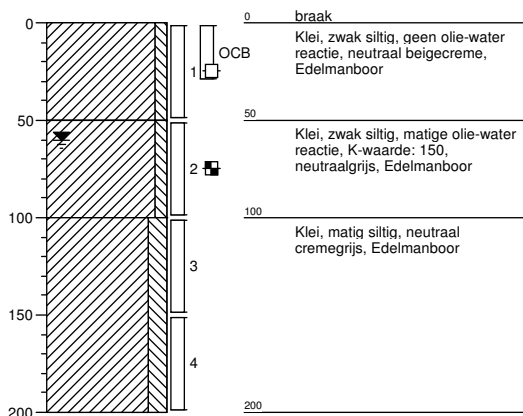 0
50
100
150
200
1
OCB
2
3
4
0
braak
Klei, zwak siltig, geen olie-water
reactie, neutraal beigecreme,
Edelmanboor
50
Klei, zwak siltig, matige olie-water
reactie, K-waarde: 150,
neutraalgrijs, Edelmanboor
100
Klei, matig siltig, neutraal
cremegrijs, Edelmanboor
200